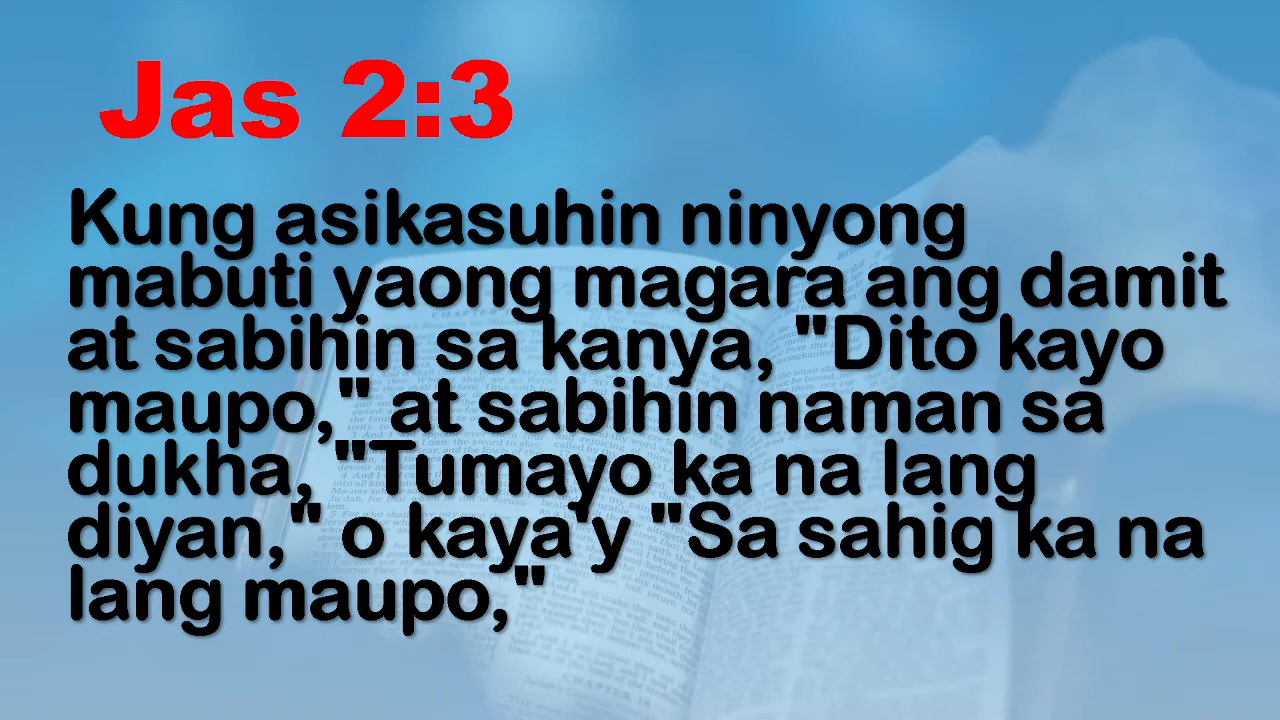 Jas 2:3
Kung asikasuhin ninyong
mabuti yaong magara ang damit
at sabihin sa kanya, "Dito kayo
maupo," at sabihin naman sa
dukha, "Tumayo ka na lang
diyan," o kaya'y "Sa sahig ka na
lang maupo,"